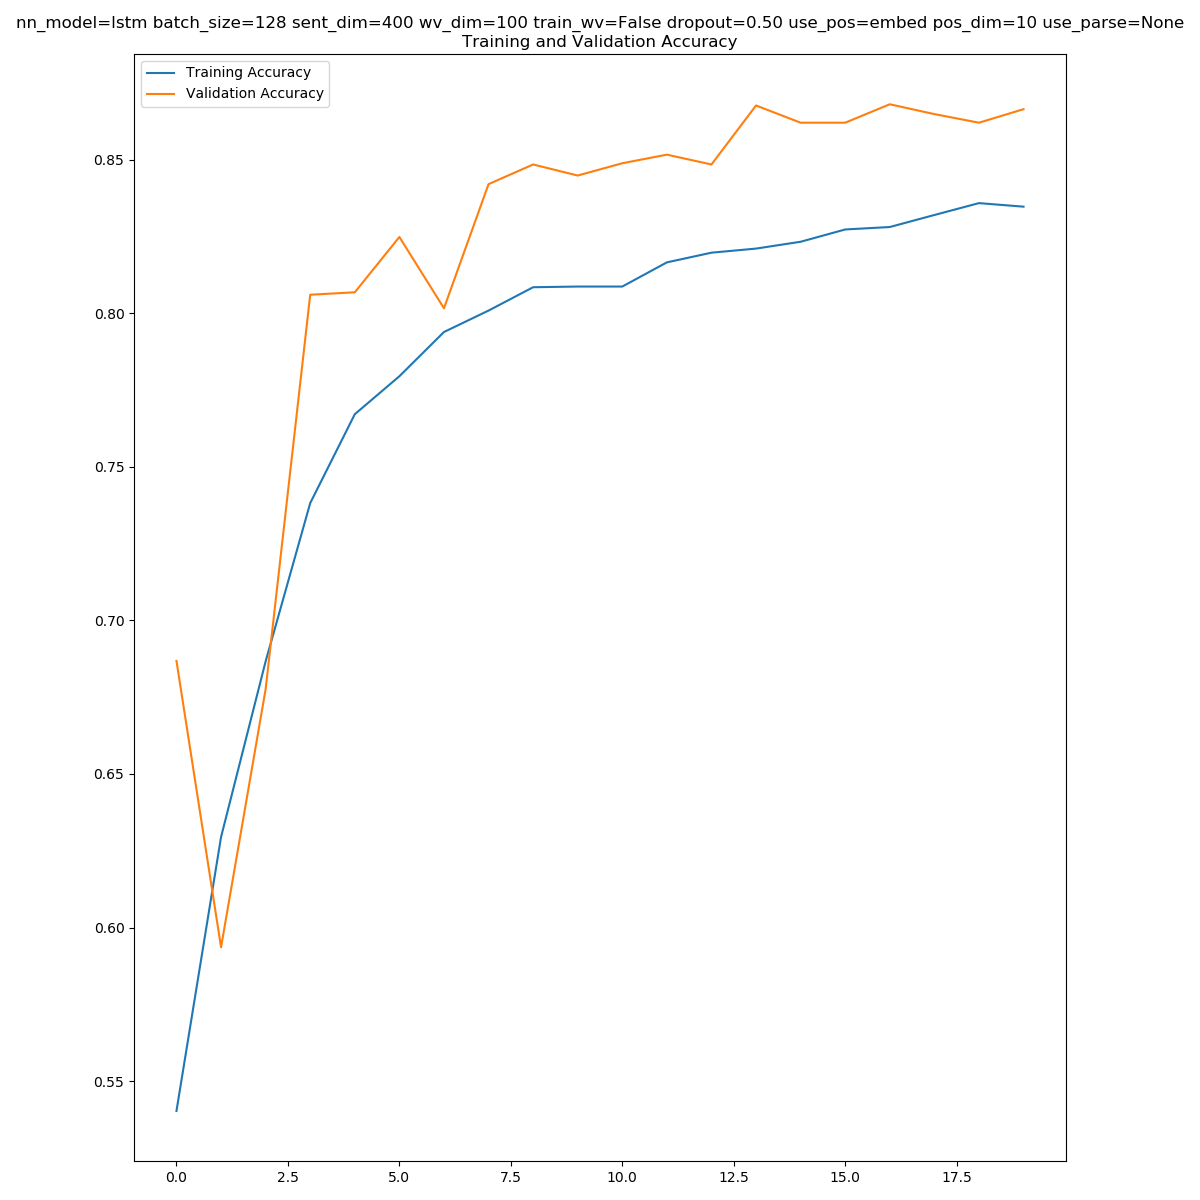 nn_model=lstm batch_size=128 sent_dim=400 wv_dim=100 train_wv=False dropout=0.50 use_pos=embed pos_dim=10 use_parse=None
Training and Validation Accuracy
Training Accuracy
Validation Accuracy
0.85
0.80
0.75
0.70
0.65
0.60
0.55
0.0 2.5 5.0 7.5 10.0 12.5 15.0 17.5